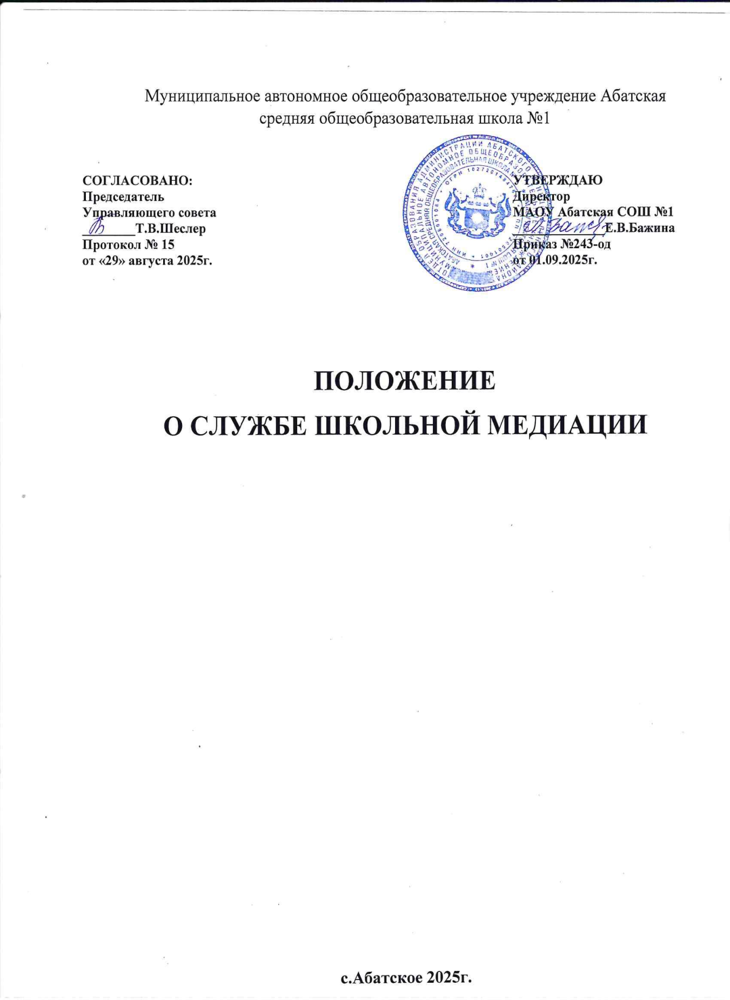 Муниципальное автономное общеобразовательное учреждение Абатская
средняя общеобразовательная школа №1
СОГЛАСОВАНО:
Председатель
Управляющего совета
Т.В.Шеслер
Протокол № 15
от «29» августа 2025г.
УТВЕРЖДАЮ
Директор
МАОУ Абатская СОШ №1
Е.В.Бажина
Приказ №243-од
от 01.09.2025г.
ПОЛОЖЕНИЕ
О СЛУЖБЕ ШКОЛЬНОЙ МЕДИАЦИИ
с.Абатское 2025г.